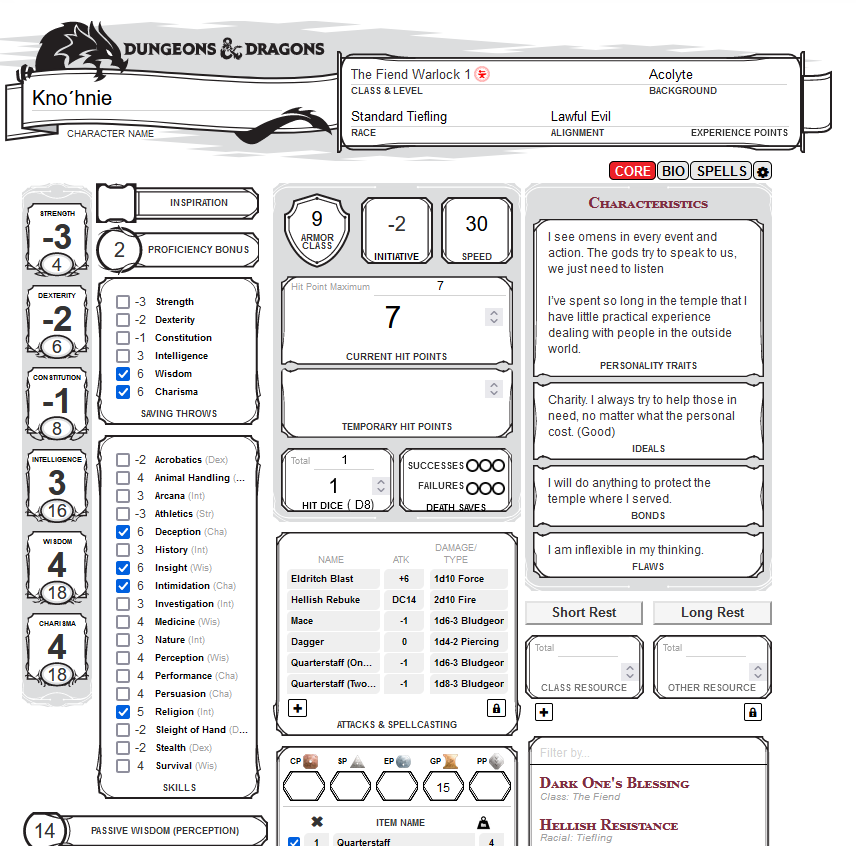 DUNGEONS & DRAGONS
Kno´hnie
CHARACTER NAME
The Fiend Warlock 1
Acolyte
CLASS & LEVEL
BACKGROUND
Standard Tiefling
Lawful Evil
RACE
ALIGNMENT
EXPERIENCE POINTS
CORE
BIO
SPELLS
STRENGTH
-3
4
DEXTERITY
-2
6
CONSTITUTION
-1
8
INTELLIGENCE
3
16
WISDOM
4
18
CHARISMA
4
18
INSPIRATION
2
PROFICIENCY BONUS
-3 Strength
-2 Dexterity
-1 Constitution
3 Intelligence
6 Wisdom
6 Charisma
SAVING THROWS
-2 Acrobatics (Dex)
4 Animal Handling (...
3 Arcana (Int)
-3 Athletics (Str)
6 Deception (Cha)
3 History (Int)
6 Insight (Wis)
6 Intimidation (Cha)
3 Investigation (Int)
4 Medicine (Wis)
3 Nature (Int)
4 Perception (Wis)
4 Performance (Cha)
4 Persuasion (Cha)
5 Religion (Int)
-2 Sleight of Hand (D...
-2 Stealth (Dex)
4 Survival (Wis)
SKILLS
14
PASSIVE WISDOM (PERCEPTION)
9
ARMOR
CLASS
-2
INITIATIVE
30
SPEED
Hit Point Maximum 7
7
CURRENT HIT POINTS
TEMPORARY HIT POINTS
Total 1
1
HIT DICE ( D8)
SUCCESSES
FAILURES
DEATH SAVES
NAME ATK DAMAGE/
TYPE
Eldritch Blast +6 1d10 Force
Hellish Rebuke DC14 2d10 Fire
Mace -1 1d6-3 Bludgeor
Dagger 0 1d4-2 Piercing
Quarterstaff (On... -1 1d6-3 Bludgeor
Quarterstaff (Two... -1 1d8-3 Bludgeor
ATTACKS & SPELLCASTING
CP SP EP GP PP
15
ITEM NAME
1 Quarterstaff 4
Characteristics
I see omens in every event and
action. The gods try to speak to us,
we just need to listen
I've spent so long in the temple that I
have little practical experience
dealing with people in the outside
world.
PERSONALITY TRAITS
Charity. I always try to help those in
need, no matter what the personal
cost. (Good)
IDEALS
I will do anything to protect the
temple where I served.
BONDS
I am inflexible in my thinking.
FLAWS
Short Rest
Long Rest
Total
CLASS RESOURCE
Total
OTHER RESOURCE
Filter by...
Dark One's Blessing
Class: The Fiend
Hellish Resistance
Racial: Tiefling